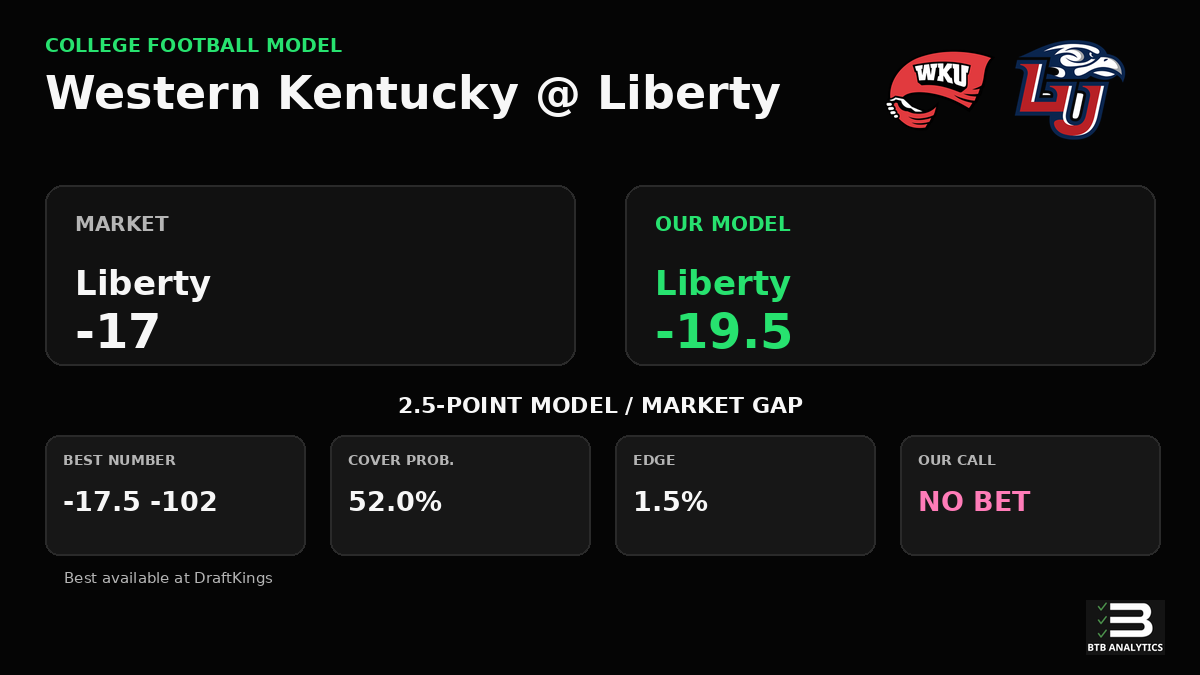 COLLEGE FOOTBALL MODEL
Western Kentucky @ Liberty
WKU
LU
MARKET
Liberty
-17
OUR MODEL
Liberty
-19.5
2.5-POINT MODEL / MARKET GAP
BEST NUMBER
-17.5 -102
COVER PROB.
52.0%
EDGE
1.5%
OUR CALL
NO BET
Best available at DraftKings
B
BTB ANALYTICS